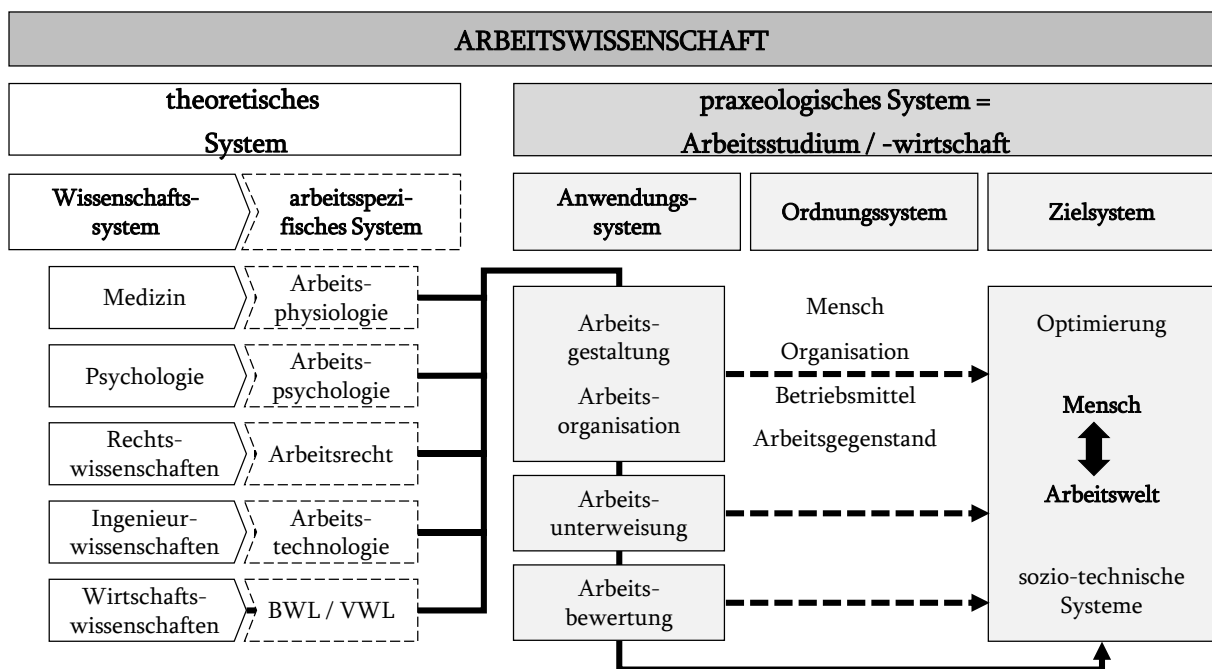 ARBEITSWISSENSCHAFT
theoretisches
System
praxeologisches System =
Arbeitsstudium / -wirtschaft
Wissenschafts-
system
arbeitsspezi-
fisches System
Anwendungs-
system
Ordnungssystem
Zielsystem
Medizin
Arbeits-
physiologie
Psychologie
Arbeits-
psychologie
Rechts-
wissenschaften
Arbeitsrecht
Ingenieur-
wissenschaften
Arbeits-
technologie
Wirtschafts-
wissenschaften
BWL / VWL
Arbeits-
gestaltung
Arbeits-
organisation
Arbeits-
unterweisung
Arbeits-
bewertung
Mensch
Organisation
Betriebsmittel
Arbeitsgegenstand
Optimierung
Mensch
Arbeitswelt
sozio-technische
Systeme